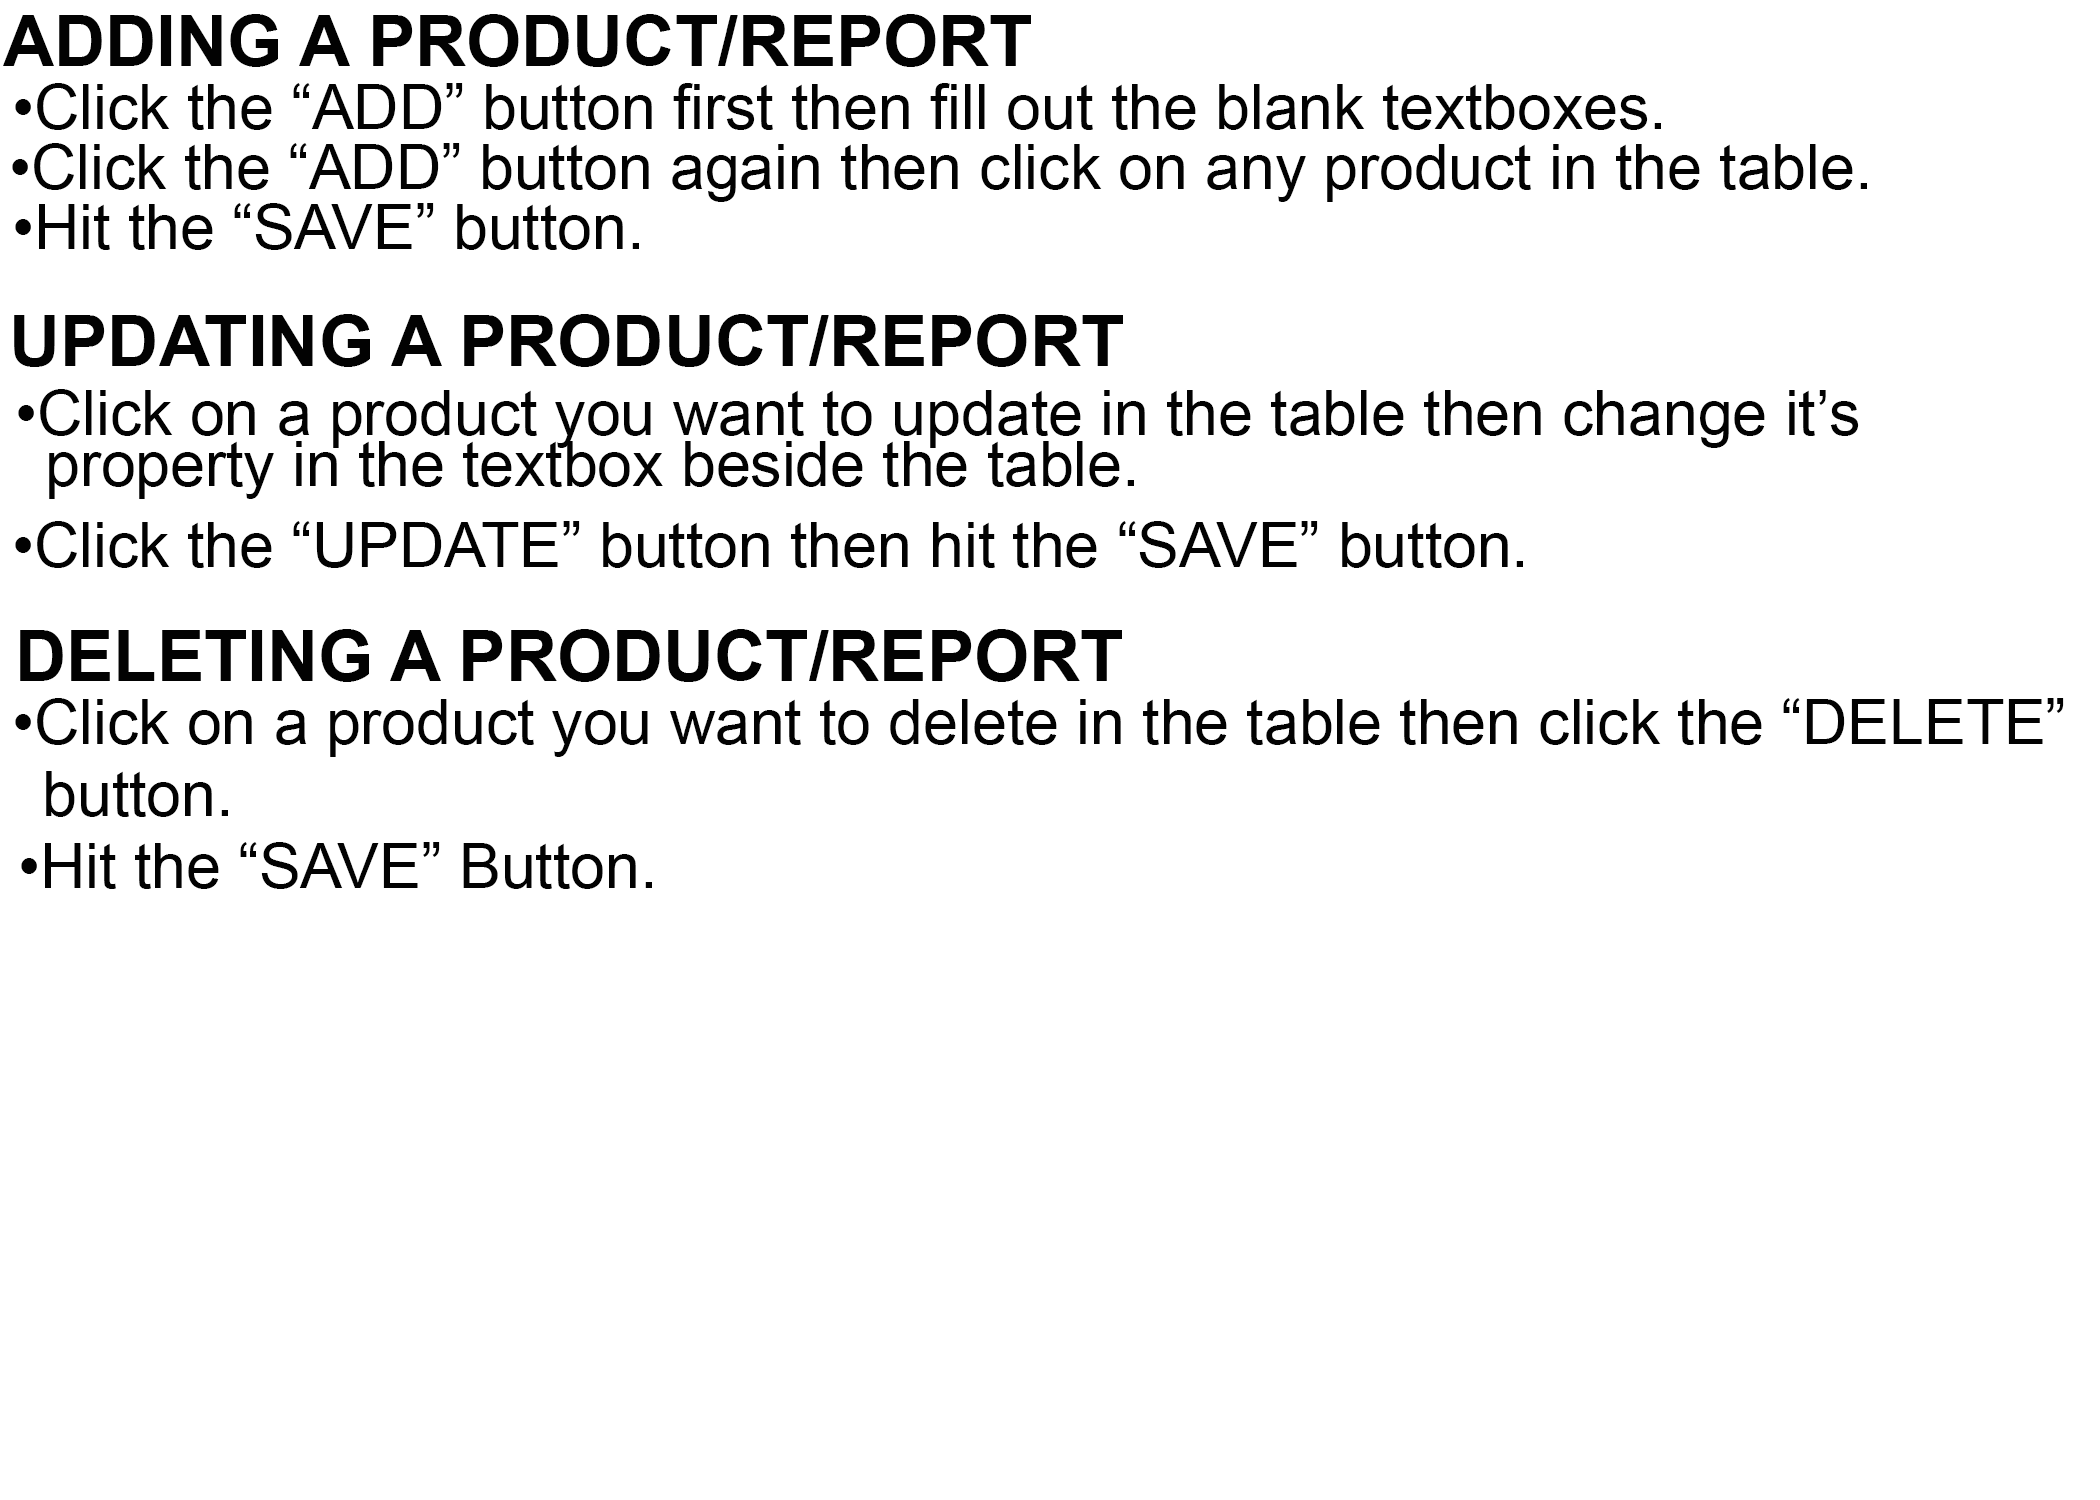 ADDING A PRODUCT/REPORT
•Click the “ADD” button first then fill out the blank textboxes.
•Click the “ADD” button again then click on any product in the table.
•Hit the “SAVE” button.
UPDATING A PRODUCT/REPORT
•Click on a product you want to update in the table then change it’s
property in the textbox beside the table.
•Click the “UPDATE” button then hit the “SAVE” button.
DELETING A PRODUCT/REPORT
•Click on a product you want to delete in the table then click the “DELETE”
button.
•Hit the “SAVE” Button.